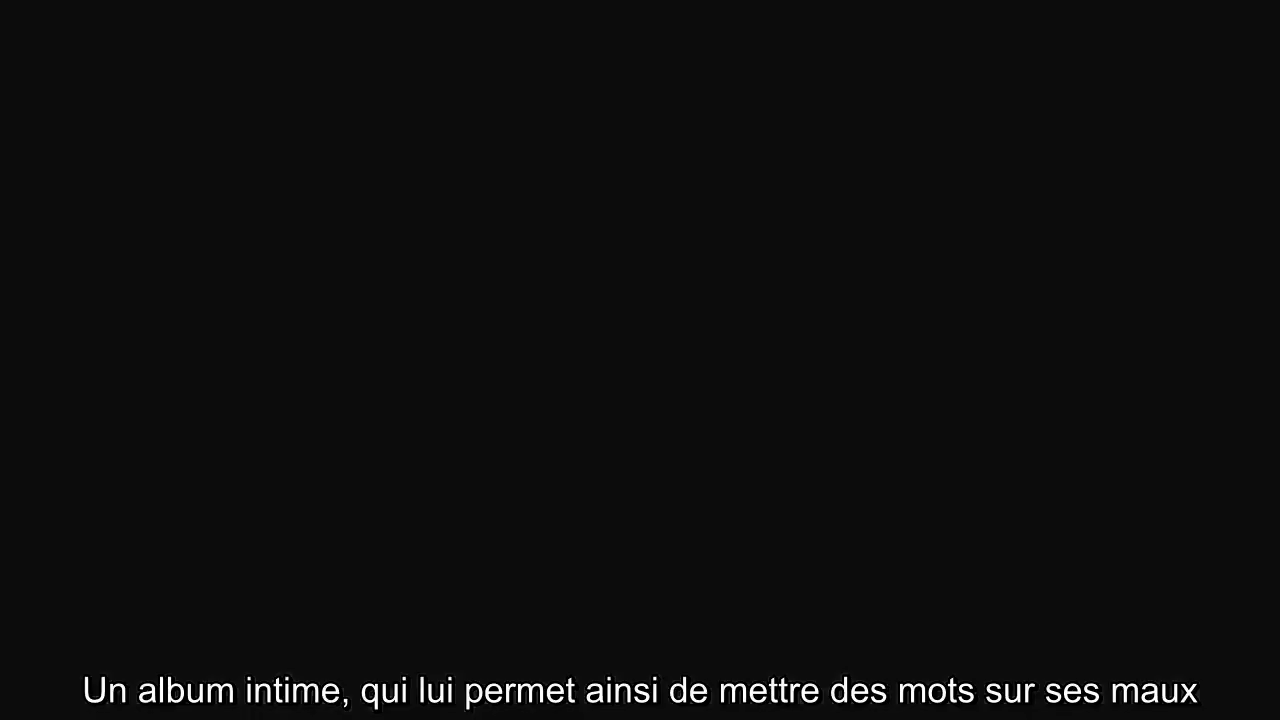 Un album intime, qui lui permet ainsi de mettre des mots sur ses maux